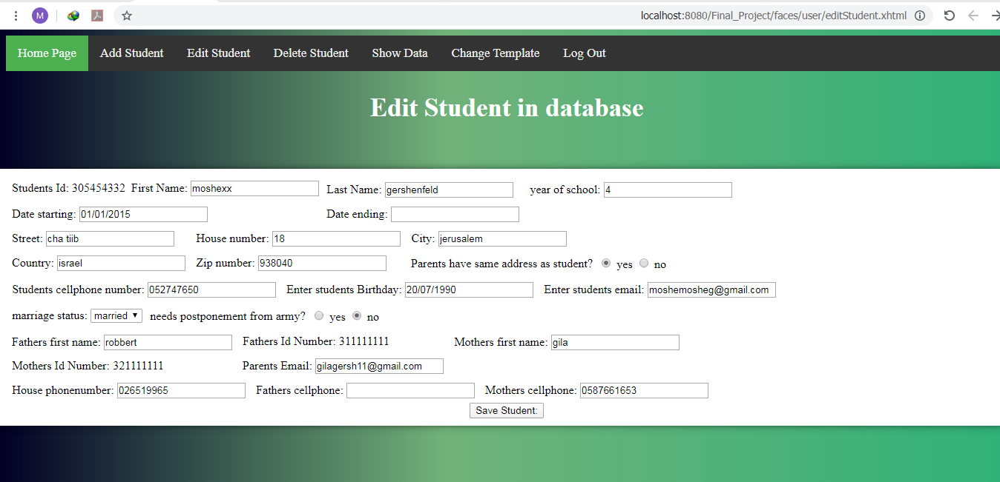 M
localhost:8080/Final_Project/faces/user/editStudent.xhtml
Home Page Add Student Edit Student Delete Student Show Data Change Template Log Out
Edit Student in database
Students Id: 305454332 First Name: moshexx Last Name: gershenfeld year of school: 4
Date starting: 01/01/2015 Date ending:
Street: cha tiib House number: 18 City: jerusalem
Country: israel Zip number: 938040 Parents have same address as student? yes no
Students cellphone number: 052747650 Enter students Birthday: 20/07/1990 Enter students email: moshemosheg@gmail.com
marriage status: married needs postponement from army? yes no
Fathers first name: robbert Fathers Id Number: 311111111 Mothers first name: gila
Mothers Id Number: 321111111 Parents Email: gilagersh11@gmail.com
House phonenumber: 026519965 Fathers cellphone: Mothers cellphone: 0587661653
Save Student: